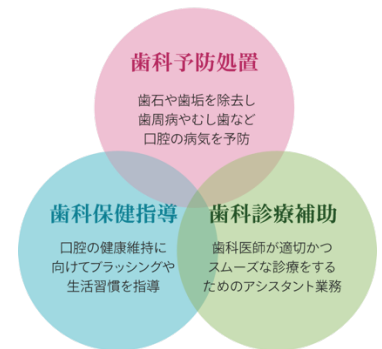 歯科予防処置
歯石や歯垢を除去し
歯周病やむし歯など
口腔の病気を予防
歯科保健指導
口腔の健康維持に
向けてブラッシングや
生活習慣を指導
歯科診療補助
歯科医師が適切かつ
スムーズな診療をする
ためのアシスタント業務